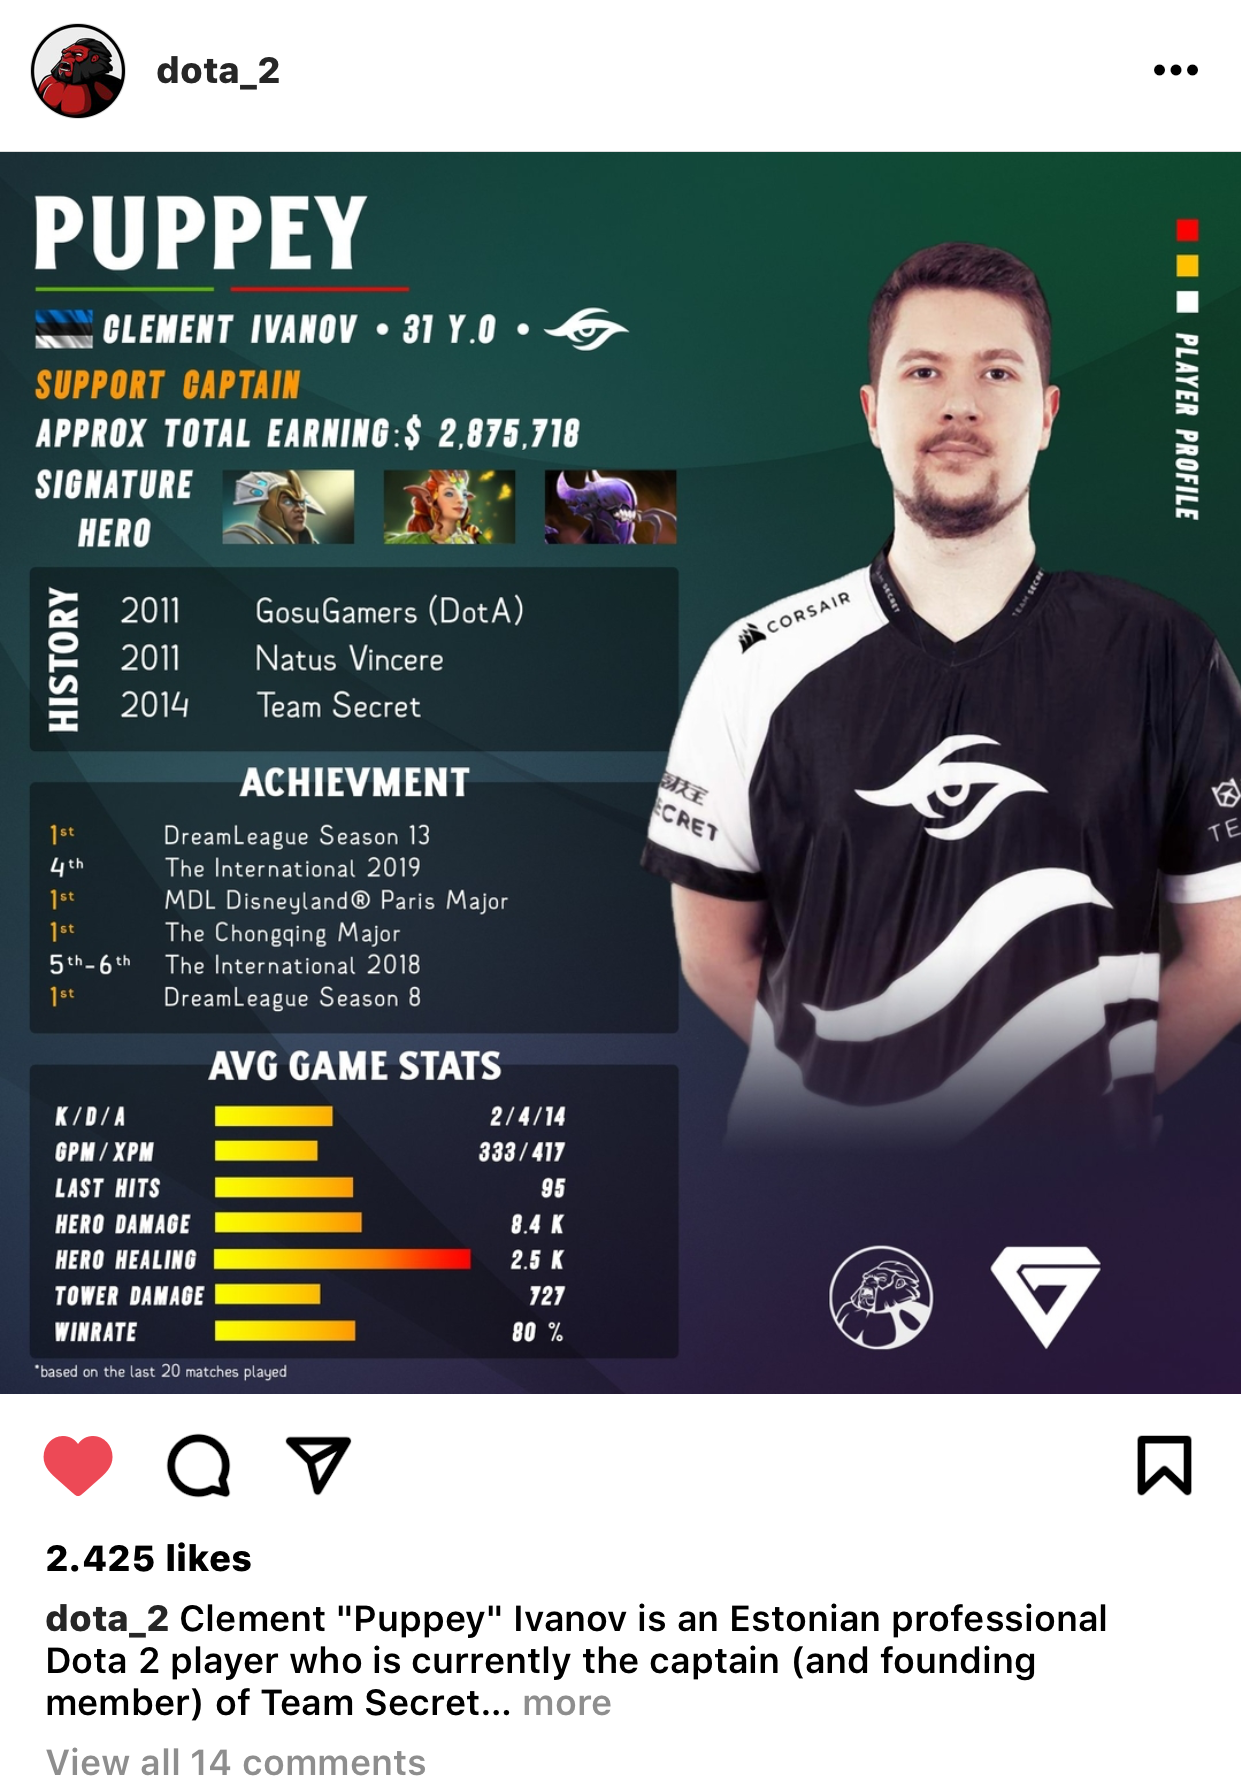 dota_2
PUPPEY
CLEMENT IVANOV • 31 Y.O •
SUPPORT CAPTAIN
APPROX TOTAL EARNING:$ 2,875,718
SIGNATURE
HERO
PLAYER PROFILE
HISTORY
2011 GosuGamers (DotA)
2011 Natus Vincere
2014 Team Secret
ACHIEVMENT
1st DreamLeague Season 13
4th The International 2019
1st MDL Disneyland® Paris Major
1st The Chongqing Major
5th-6th The International 2018
1st DreamLeague Season 8
AVG GAME STATS
K/D/A 2/4/14
GPM/XPM 333/417
LAST HITS 95
HERO DAMAGE 8.4 K
HERO HEALING 2.5 K
TOWER DAMAGE 727
WINRATE 80 %
*based on the last 20 matches played
CORSAIR
TEAM SECRET
ECRET
TE
2.425 likes
dota_2 Clement "Puppey" Ivanov is an Estonian professional
Dota 2 player who is currently the captain (and founding
member) of Team Secret... more
View all 14 comments